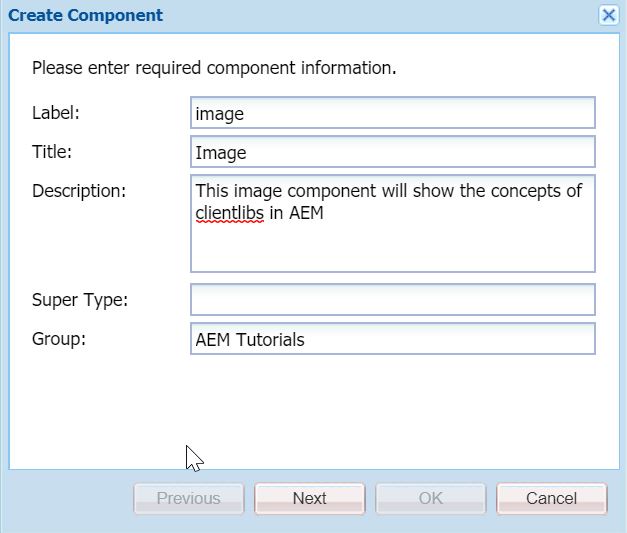 Create Component
Please enter required component information.
Label:
image
Title:
Image
Description:
This image component will show the concepts of
clientlibs in AEM
Super Type:
Group:
AEM Tutorials
Previous
Next
OK
Cancel